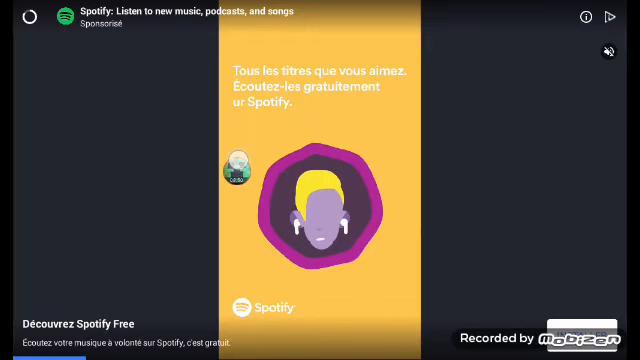 Spotify: Listen to new music, podcasts, and songs
Sponsorisé
Tous les titres que vous aimez.
Écoutez-les gratuitement
ur Spotify.
Spotify
Découvrez Spotify Free
Écoutez votre musique à volonté sur Spotify, c'est gratuit.
Recorded by mobizen